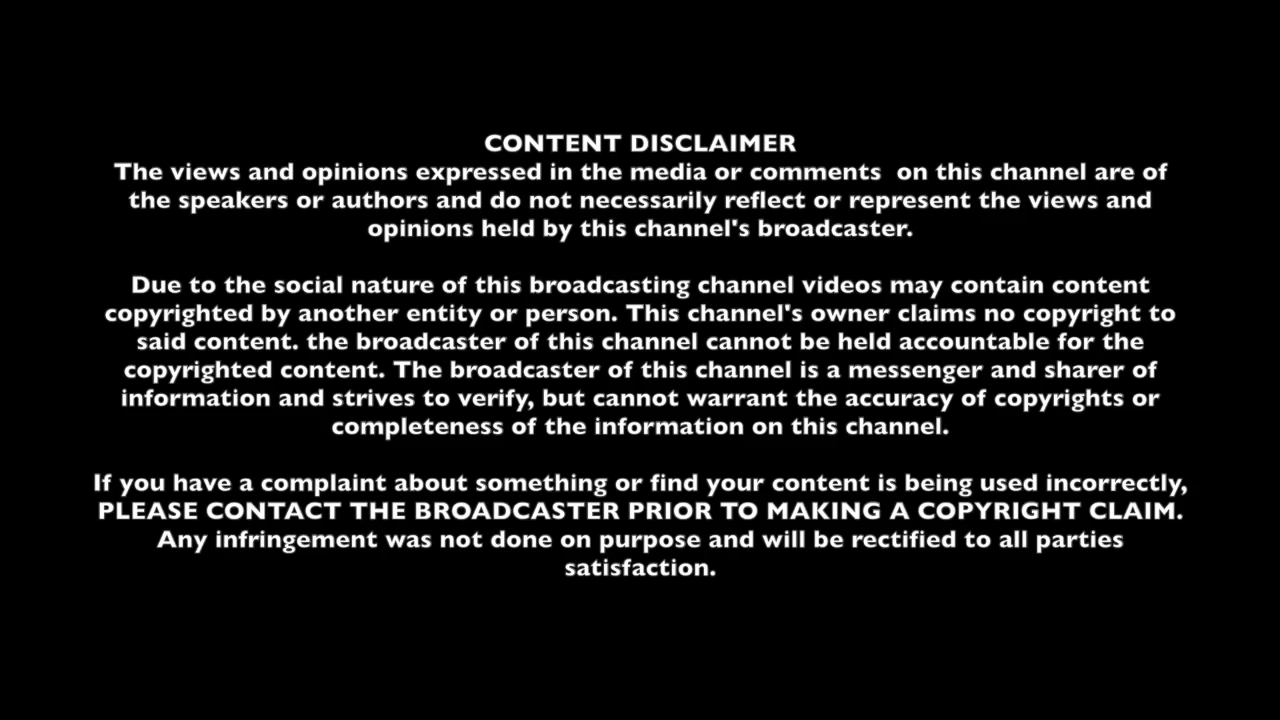 CONTENT DISCLAIMER
The views and opinions expressed in the media or comments  on this channel are of
the speakers or authors and do not necessarily reflect or represent the views and
opinions held by this channel's broadcaster.
Due to the social nature of this broadcasting channel videos may contain content
copyrighted by another entity or person. This channel's owner claims no copyright to
said content. the broadcaster of this channel cannot be held accountable for the
copyrighted content. The broadcaster of this channel is a messenger and sharer of
information and strives to verify, but cannot warrant the accuracy of copyrights or
completeness of the information on this channel.
If you have a complaint about something or find your content is being used incorrectly,
PLEASE CONTACT THE BROADCASTER PRIOR TO MAKING A COPYRIGHT CLAIM.
Any infringement was not done on purpose and will be rectified to all parties
satisfaction.